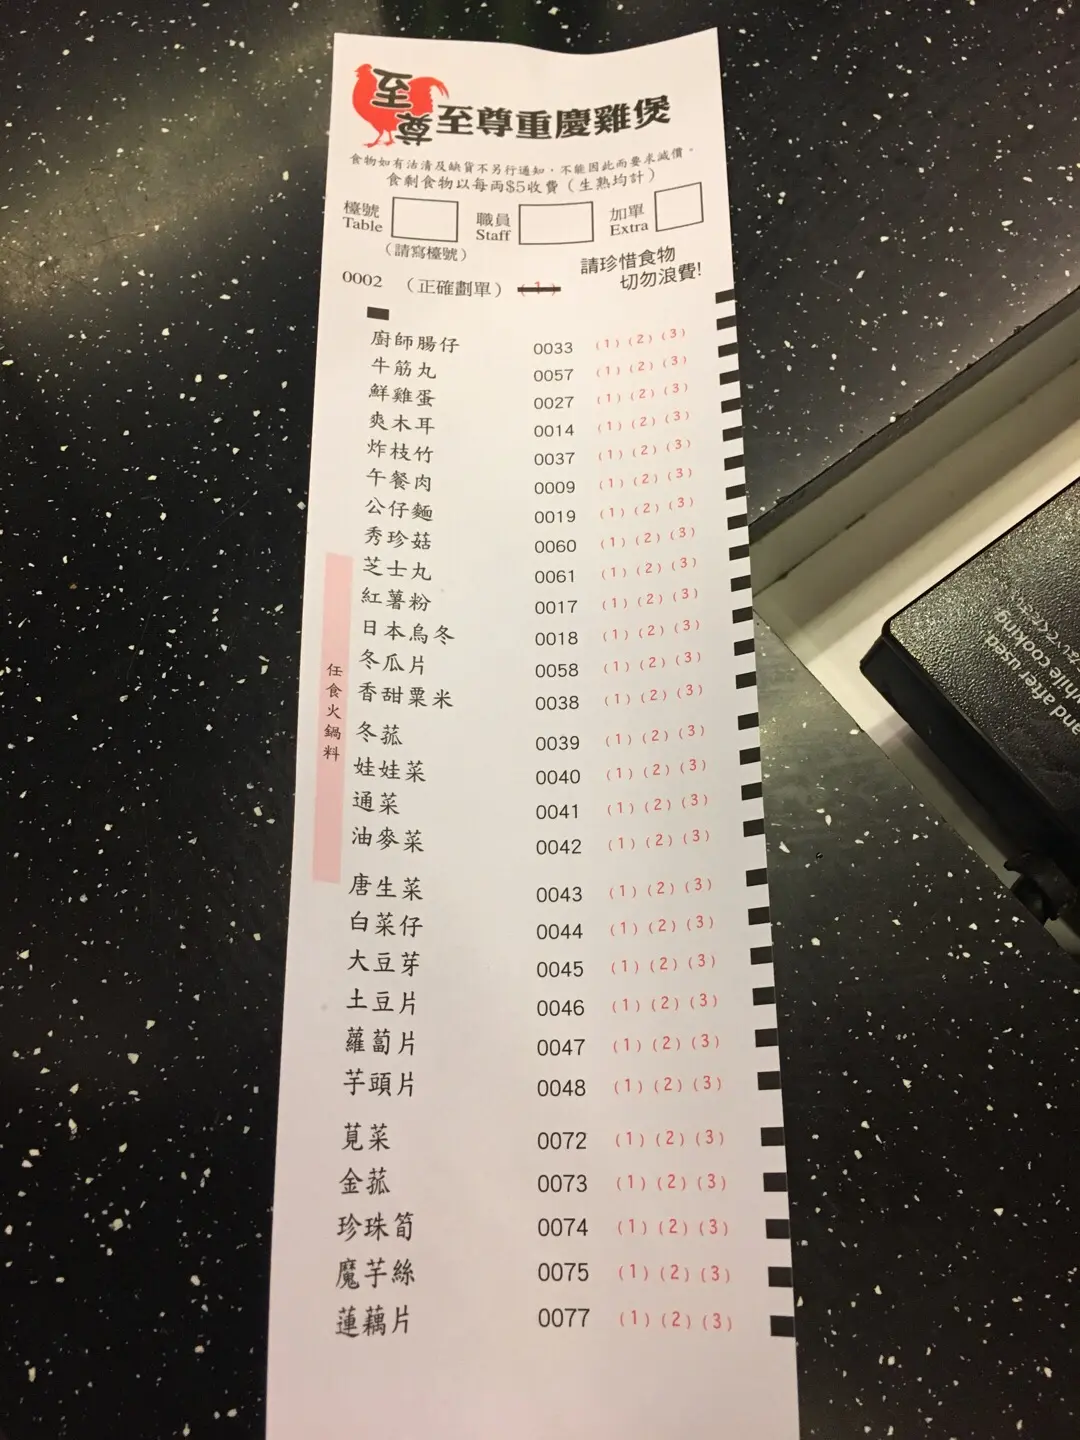 至尊
至尊重慶雞煲
食物如有沽清及缺貨不另行通知，不能因此而要求減價。
食剩食物以每両$5收費（生熟均計）
檯號 Table
職員 Staff
加單 Extra
（請寫檯號）
請珍惜食物
切勿浪費!
0002 （正確劃單） (1)
廚師腸仔 0033 (1) (2) (3)
牛筋丸 0057 (1) (2) (3)
鮮雞蛋 0027 (1) (2) (3)
爽木耳 0014 (1) (2) (3)
炸枝竹 0037 (1) (2) (3)
午餐肉 0009 (1) (2) (3)
公仔麵 0019 (1) (2) (3)
秀珍菇 0060 (1) (2) (3)
芝士丸 0061 (1) (2) (3)
紅薯粉 0017 (1) (2) (3)
日本烏冬 0018 (1) (2) (3)
冬瓜片 0058 (1) (2) (3)
香甜粟米 0038 (1) (2) (3)
冬菰 0039 (1) (2) (3)
娃娃菜 0040 (1) (2) (3)
通菜 0041 (1) (2) (3)
油麥菜 0042 (1) (2) (3)
唐生菜 0043 (1) (2) (3)
白菜仔 0044 (1) (2) (3)
大豆芽 0045 (1) (2) (3)
土豆片 0046 (1) (2) (3)
蘿蔔片 0047 (1) (2) (3)
芋頭片 0048 (1) (2) (3)
莧菜 0072 (1) (2) (3)
金菰 0073 (1) (2) (3)
珍珠筍 0074 (1) (2) (3)
魔芋絲 0075 (1) (2) (3)
蓮藕片 0077 (1) (2) (3)
任食火鍋料
and after used
while cooking